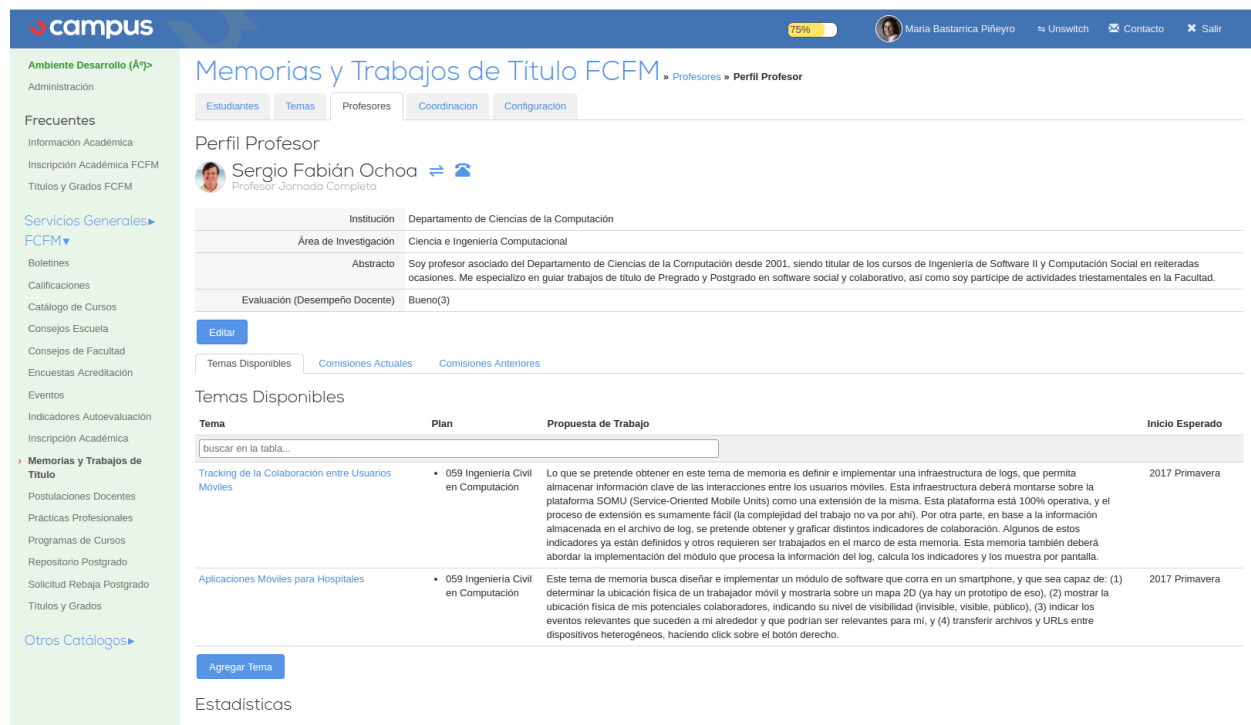 campus
75%
María Bastarrica Piñeyro
⇋ Unswitch
Contacto
✖ Salir
Ambiente Desarrollo (Âº)>
Administración
Frecuentes
Información Académica
Inscripción Académica FCFM
Títulos y Grados FCFM
Servicios Generales▸
FCFM▾
Boletines
Calificaciones
Catálogo de Cursos
Consejos Escuela
Consejos de Facultad
Encuestas Acreditación
Eventos
Indicadores Autoevaluación
Inscripción Académica
› Memorias y Trabajos de
Título
Postulaciones Docentes
Prácticas Profesionales
Programas de Cursos
Repositorio Postgrado
Solicitud Rebaja Postgrado
Títulos y Grados
Otros Catálogos▸
Memorias y Trabajos de Título FCFM » Profesores » Perfil Profesor
Estudiantes
Temas
Profesores
Coordinacion
Configuración
Perfil Profesor
Sergio Fabián Ochoa
Profesor Jornada Completa
Institución Departamento de Ciencias de la Computación
Área de Investigación Ciencia e Ingeniería Computacional
Abstracto Soy profesor asociado del Departamento de Ciencias de la Computación desde 2001, siendo titular de los cursos de Ingeniería de Software II y Computación Social en reiteradas
ocasiones. Me especializo en guiar trabajos de título de Pregrado y Postgrado en software social y colaborativo, así como soy partícipe de actividades triestamentales en la Facultad.
Evaluación (Desempeño Docente) Bueno(3)
Editar
Temas Disponibles
Comisiones Actuales
Comisiones Anteriores
Temas Disponibles
Tema Plan Propuesta de Trabajo Inicio Esperado
buscar en la tabla...
Tracking de la Colaboración entre Usuarios
Móviles
• 059 Ingeniería Civil
en Computación
Lo que se pretende obtener en este tema de memoria es definir e implementar una infraestructura de logs, que permita
almacenar información clave de las interacciones entre los usuarios móviles. Esta infraestructura deberá montarse sobre la
plataforma SOMU (Service-Oriented Mobile Units) como una extensión de la misma. Esta plataforma está 100% operativa, y el
proceso de extensión es sumamente fácil (la complejidad del trabajo no va por ahí). Por otra parte, en base a la información
almacenada en el archivo de log, se pretende obtener y graficar distintos indicadores de colaboración. Algunos de estos
indicadores ya están definidos y otros requieren ser trabajados en el marco de esta memoria. Esta memoria también deberá
abordar la implementación del módulo que procesa la información del log, calcula los indicadores y los muestra por pantalla.
2017 Primavera
Aplicaciones Móviles para Hospitales
• 059 Ingeniería Civil
en Computación
Este tema de memoria busca diseñar e implementar un módulo de software que corra en un smartphone, y que sea capaz de: (1)
determinar la ubicación física de un trabajador móvil y mostrarla sobre un mapa 2D (ya hay un prototipo de eso), (2) mostrar la
ubicación física de mis potenciales colaboradores, indicando su nivel de visibilidad (invisible, visible, público), (3) indicar los
eventos relevantes que suceden a mi alrededor y que podrían ser relevantes para mí, y (4) transferir archivos y URLs entre
dispositivos heterogéneos, haciendo click sobre el botón derecho.
2017 Primavera
Agregar Tema
Estadísticas